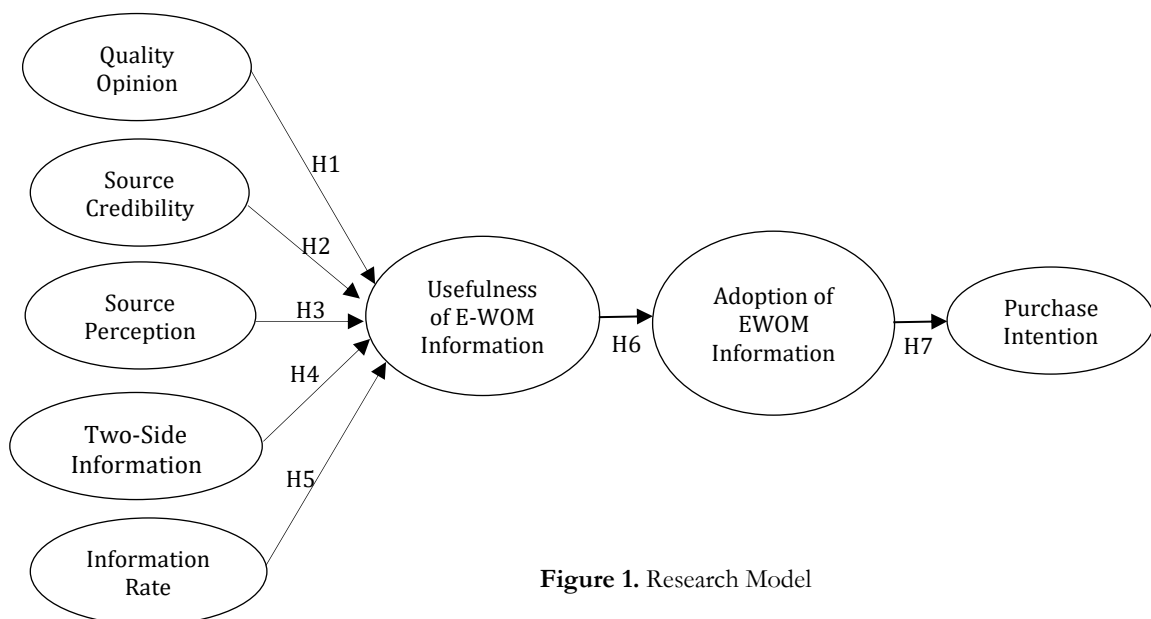 Quality
Opinion
H1
Source
Credibility
H2
Source
Perception
H3
Two-Side
Information
H4
Information
Rate
H5
Usefulness
of E-WOM
Information
H6
Adoption of
EWOM
Information
H7
Purchase
Intention
Figure 1. Research Model